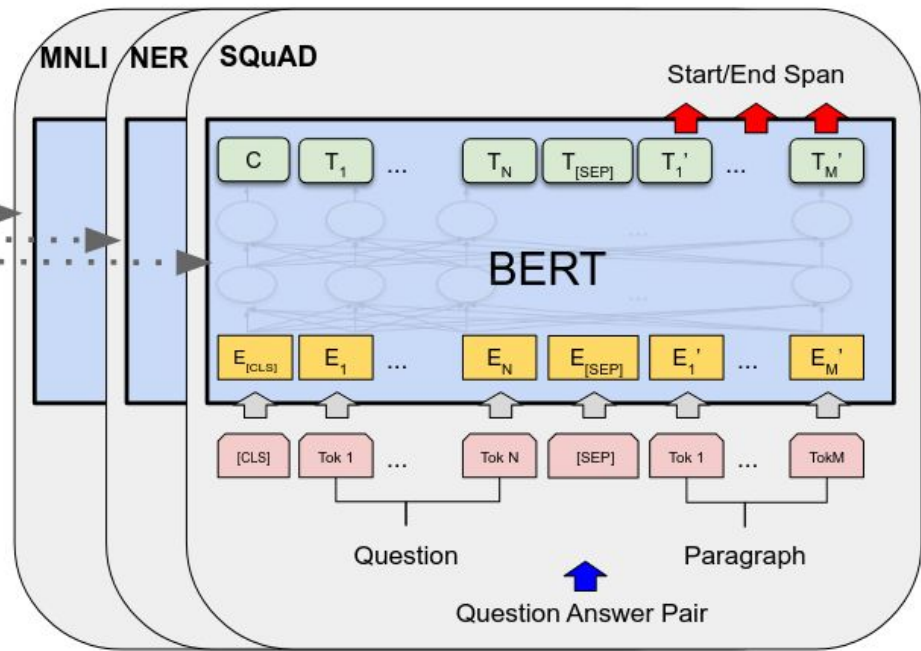 MNLI NER SQuAD
Start/End Span
C T1 ... TN T[SEP] T1' ... TM'
...
BERT
...
E[CLS] E1 ... EN E[SEP] E1' ... EM'
[CLS] Tok 1 ... Tok N [SEP] Tok 1 ... TokM
Question Paragraph
Question Answer Pair